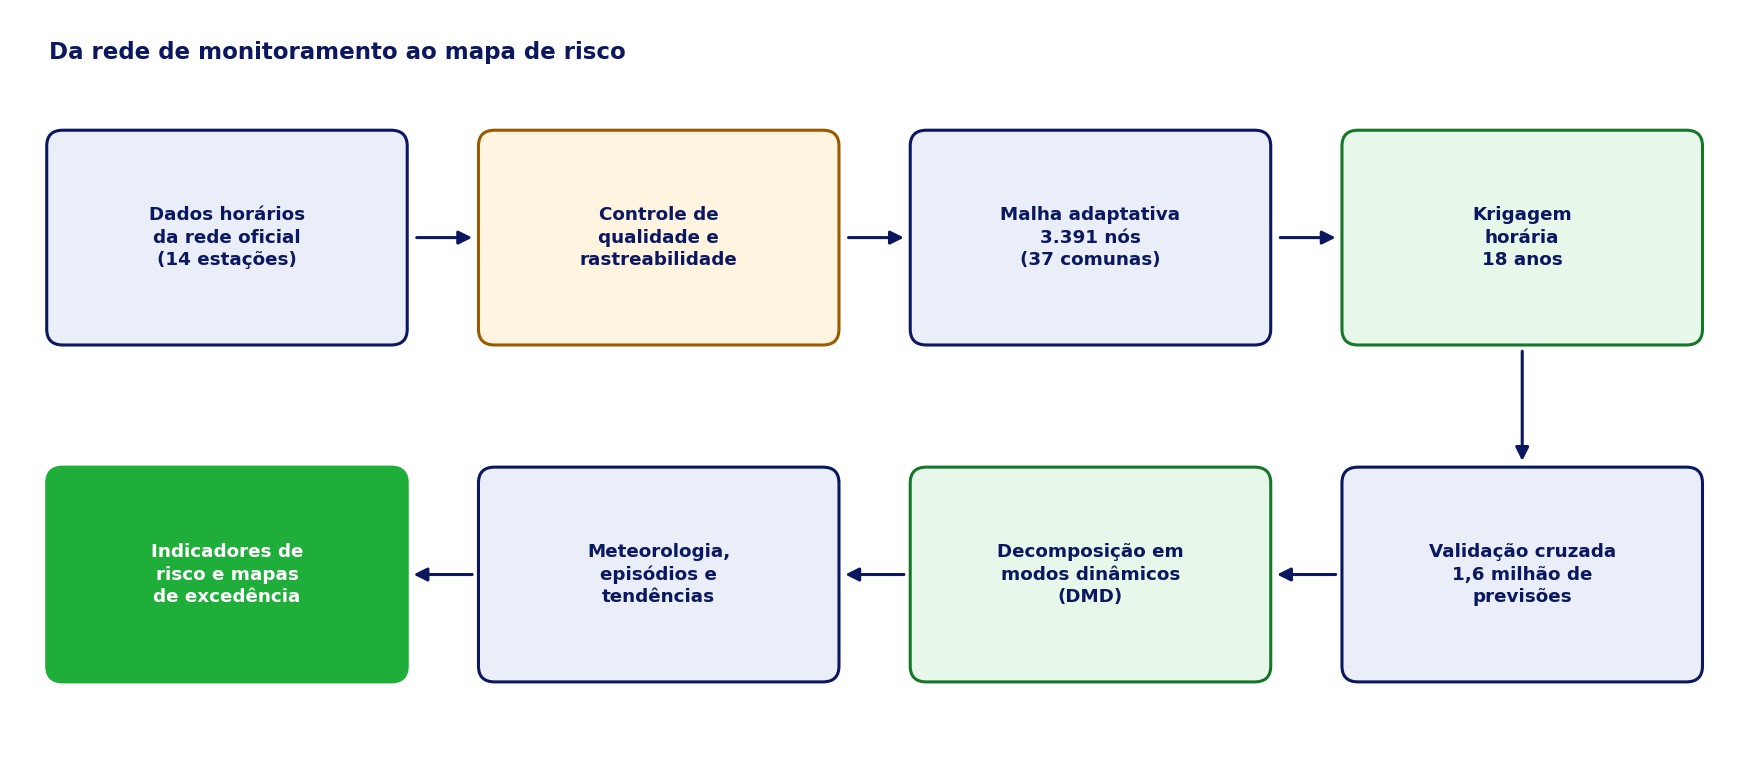 Da rede de monitoramento ao mapa de risco
Dados horários
da rede oficial
(14 estações)
Controle de
qualidade e
rastreabilidade
Malha adaptativa
3.391 nós
(37 comunas)
Krigagem
horária
18 anos
Validação cruzada
1,6 milhão de
previsões
Decomposição em
modos dinâmicos
(DMD)
Meteorologia,
episódios e
tendências
Indicadores de
risco e mapas
de excedência